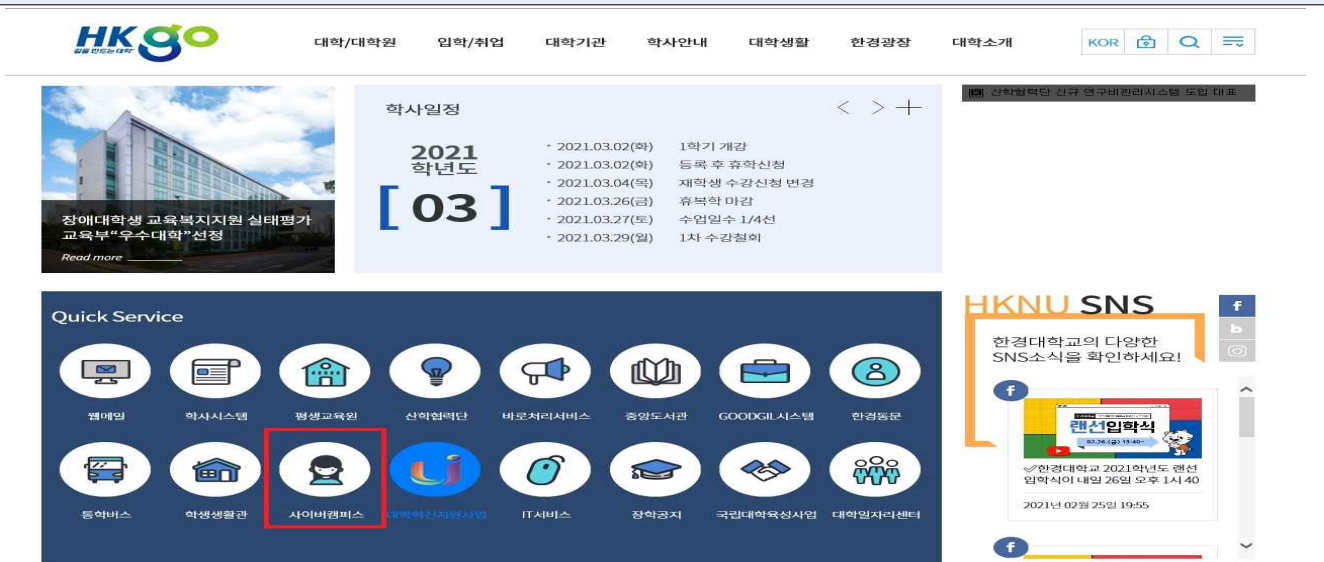 HKgo
길을 만드는 대학
대학/대학원 입학/취업 대학기관 학사안내 대학생활 한경광장 대학소개 KOR
장애대학생 교육복지지원 실태평가
교육부“우수대학”선정
Read more
학사일정
2021
학년도
[03]
· 2021.03.02(화) 1학기 개강
· 2021.03.02(화) 등록 후 휴학신청
· 2021.03.04(목) 재학생 수강신청 변경
· 2021.03.26(금) 휴복학 마감
· 2021.03.27(토) 수업일수 1/4선
· 2021.03.29(월) 1차 수강철회
산학협력단 신규 연구비관리시스템 도입 대표
Quick Service
웹메일 학사시스템 평생교육원 산학협력단 바로처리서비스 중앙도서관 GOODGIL시스템 한경동문
통학버스 학생생활관 사이버캠퍼스 대학혁신지원사업 IT서비스 장학공지 국립대학육성사업 대학일자리센터
HKNU SNS
한경대학교의 다양한
SNS소식을 확인하세요!
랜선입학식
02.26.(금) 13:40~
✅한경대학교 2021학년도 랜선
입학식이 내일 26일 오후 1시 40
2021년 02월 25일 19:55